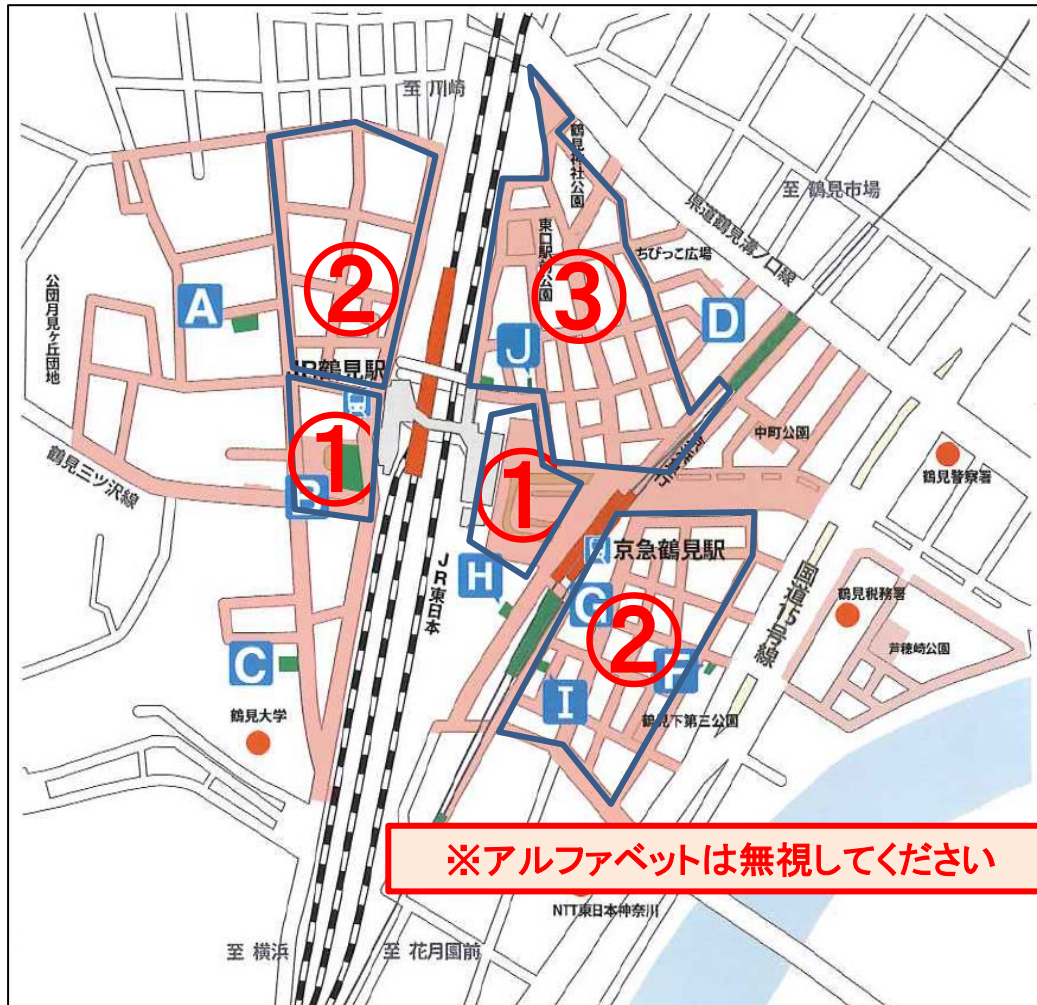 至 川崎
鶴見神社公園
至 鶴見市場
県道鶴見溝ノ口線
東口駅前公園
ちびっこ広場
公団月見ヶ丘団地
A
②
③
D
J
JR鶴見駅
①
中町公園
鶴見三ツ沢線
B
①
鶴見警察署
JR東日本
H
京急鶴見駅
G
国道15号線
鶴見税務署
②
芦穂崎公園
C
F
I
鶴見大学
鶴見下第三公園
※アルファベットは無視してください
NTT東日本神奈川
至 横浜
至 花月園前